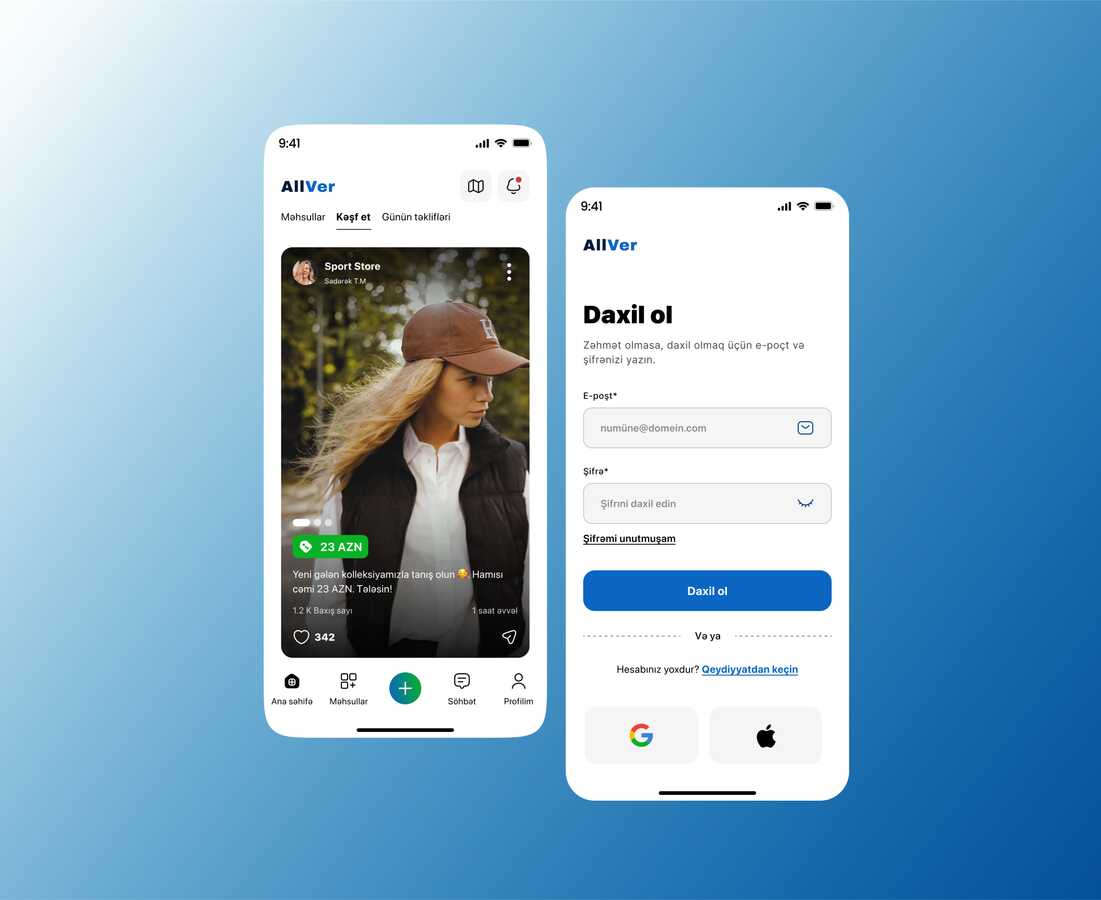 9:41
AllVer
Məhsullar Kəşf et Günün təklifləri
Sport Store
Sədərək T.M
H
23 AZN
Yeni gələn kolleksiyamızla tanış olun 🥰. Hamısı
cəmi 23 AZN. Tələsin!
1.2 K Baxış sayı 1 saat əvvəl
342
Ana səhifə Məhsullar Söhbət Profilim
9:41
AllVer
Daxil ol
Zəhmət olmasa, daxil olmaq üçün e-poçt və
şifrənizi yazın.
E-poşt*
numüne@domein.com
Şifrə*
Şifrıni daxil edin
Şifrəmi unutmuşam
Daxil ol
Və ya
Hesabınız yoxdur? Qeydiyyatdan keçin